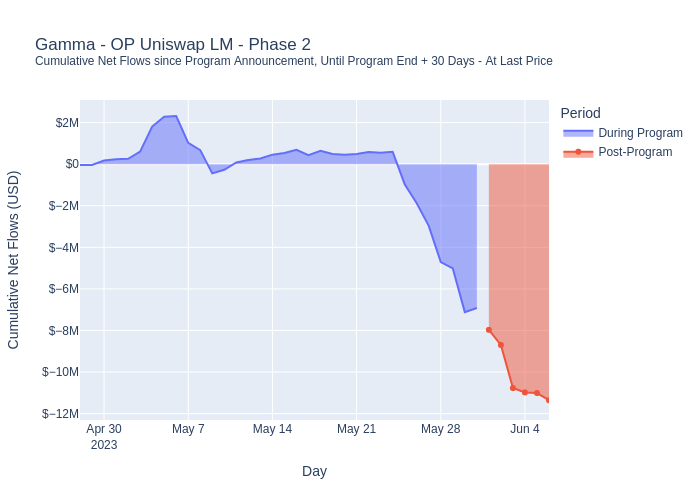 Gamma - OP Uniswap LM - Phase 2
Cumulative Net Flows since Program Announcement, Until Program End + 30 Days - At Last Price
Period
During Program
Post-Program
Cumulative Net Flows (USD)
$2M
$0
$−2M
$−4M
$−6M
$−8M
$−10M
$−12M
Apr 30
2023
May 7
May 14
May 21
May 28
Jun 4
Day